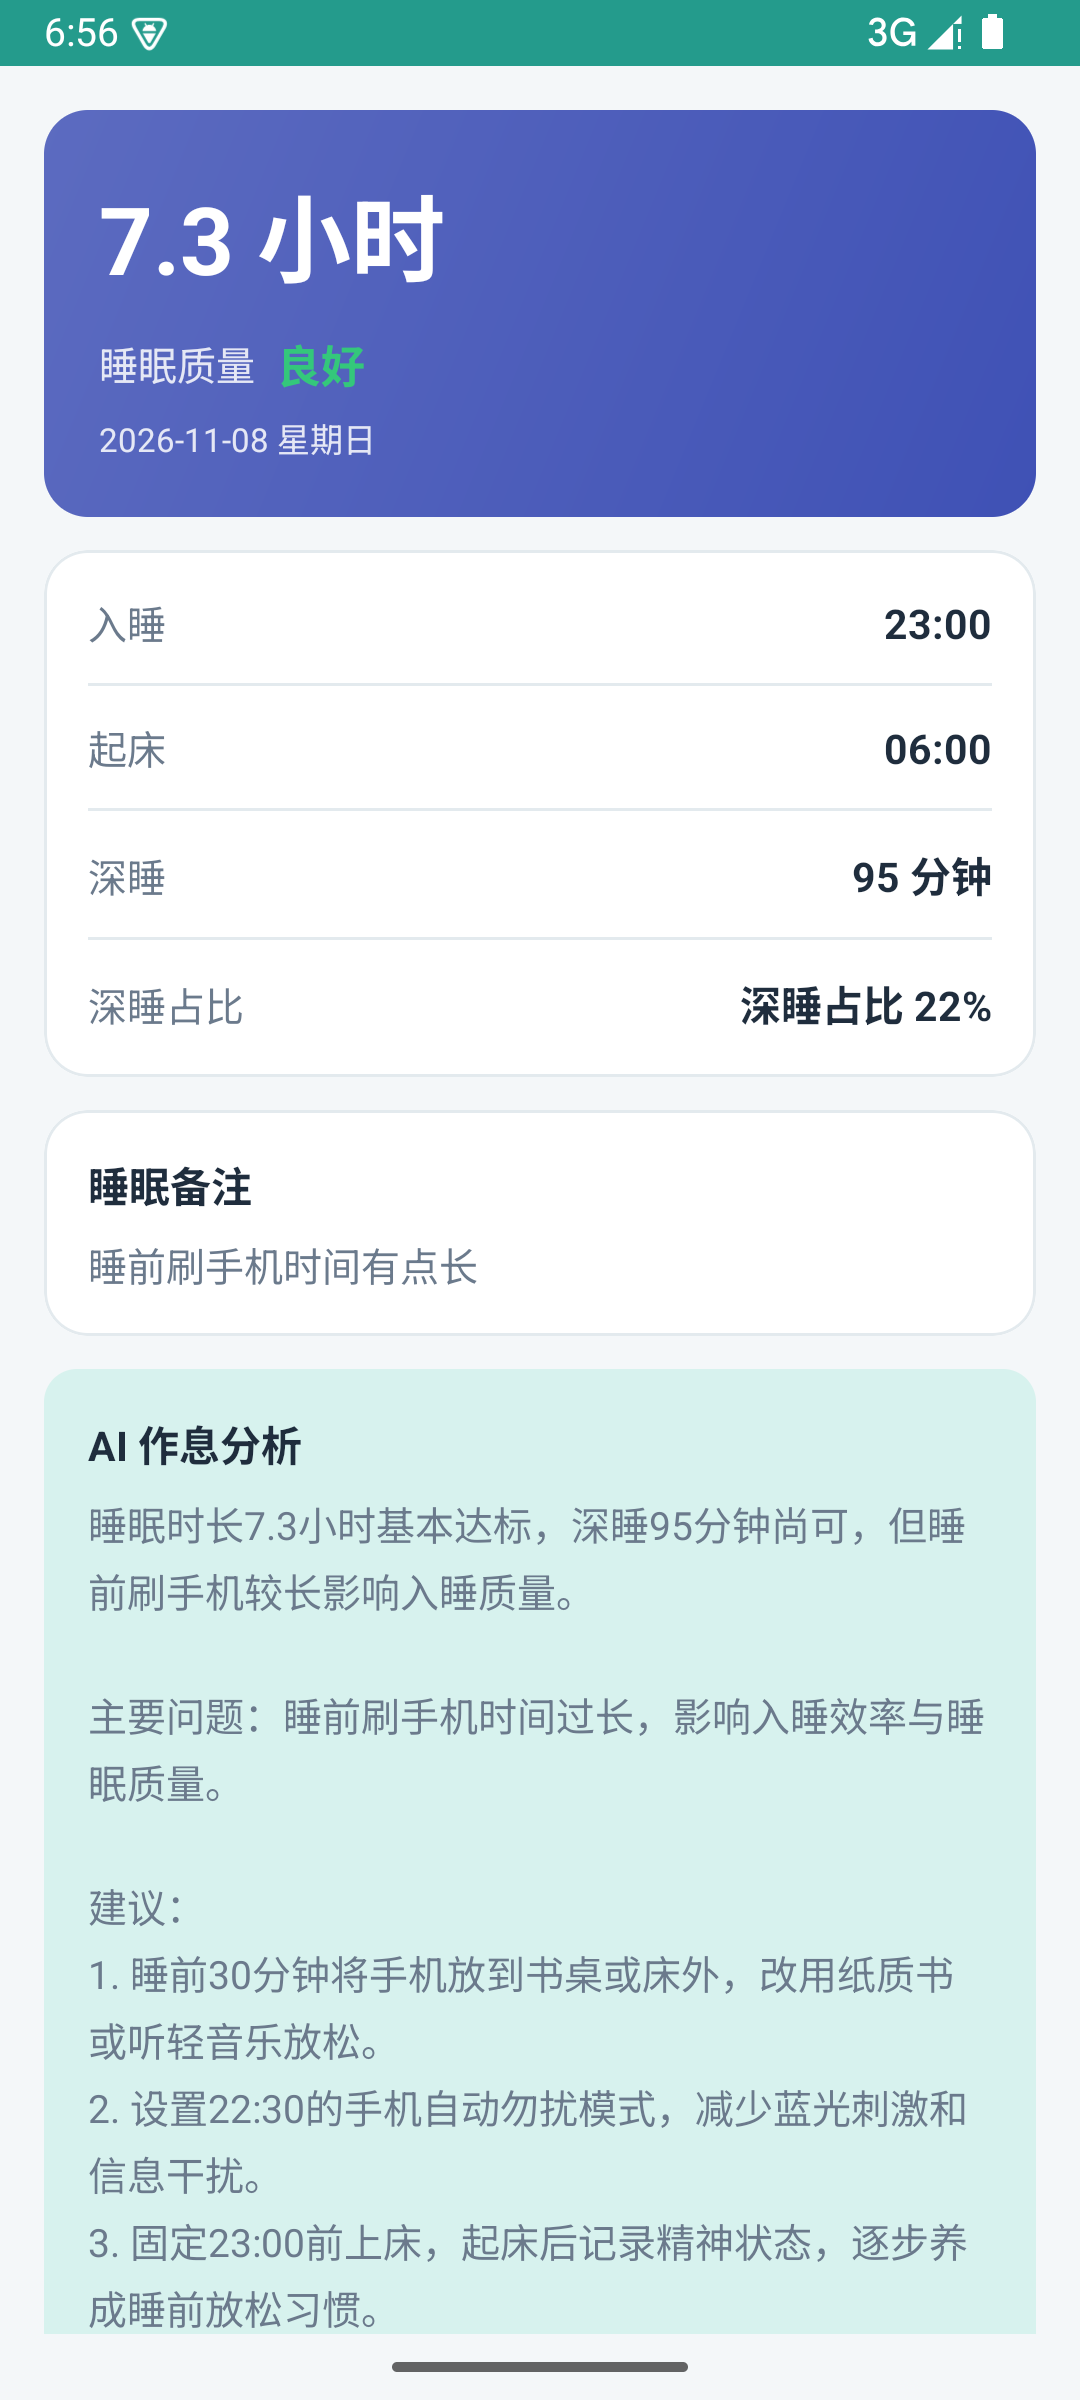 6:56
3G
7.3 小时
睡眠质量 良好
2026-11-08 星期日
入睡 23:00
起床 06:00
深睡 95 分钟
深睡占比 深睡占比 22%
睡眠备注
睡前刷手机时间有点长
AI 作息分析
睡眠时长7.3小时基本达标，深睡95分钟尚可，但睡
前刷手机较长影响入睡质量。
主要问题：睡前刷手机时间过长，影响入睡效率与睡
眠质量。
建议：
1. 睡前30分钟将手机放到书桌或床外，改用纸质书
或听轻音乐放松。
2. 设置22:30的手机自动勿扰模式，减少蓝光刺激和
信息干扰。
3. 固定23:00前上床，起床后记录精神状态，逐步养
成睡前放松习惯。